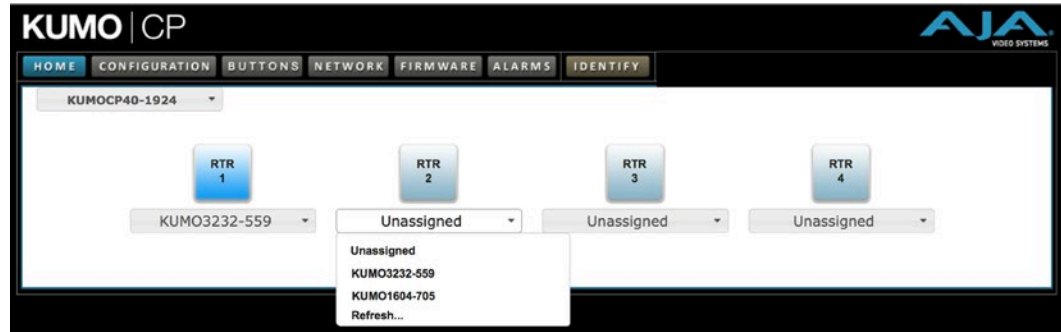 KUMO CP
AJA
VIDEO SYSTEMS
HOME CONFIGURATION BUTTONS NETWORK FIRMWARE ALARMS IDENTIFY
KUMOCP40-1924
RTR
1
RTR
2
RTR
3
RTR
4
KUMO3232-559 Unassigned Unassigned Unassigned
Unassigned
KUMO3232-559
KUMO1604-705
Refresh...